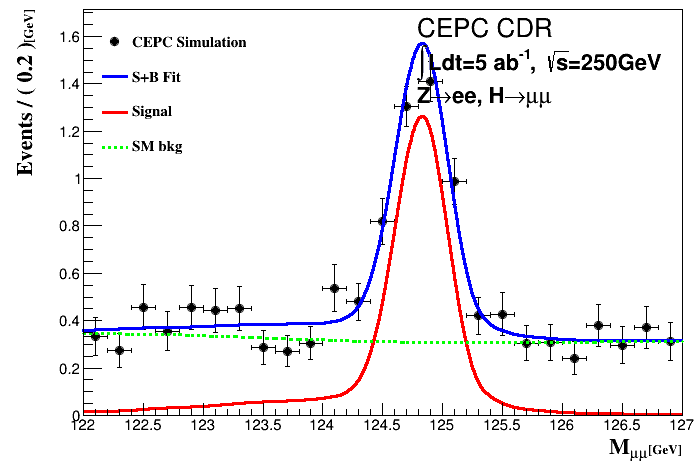 CEPC CDR
∫Ldt=5 ab⁻¹, √s=250GeV
Z→ee, H→μμ
CEPC Simulation
S+B Fit
Signal
SM bkg
Events / ( 0.2 )[GeV]
1.6
1.4
1.2
1
0.8
0.6
0.4
0.2
0
122 122.5 123 123.5 124 124.5 125 125.5 126 126.5 127
Mμμ[GeV]